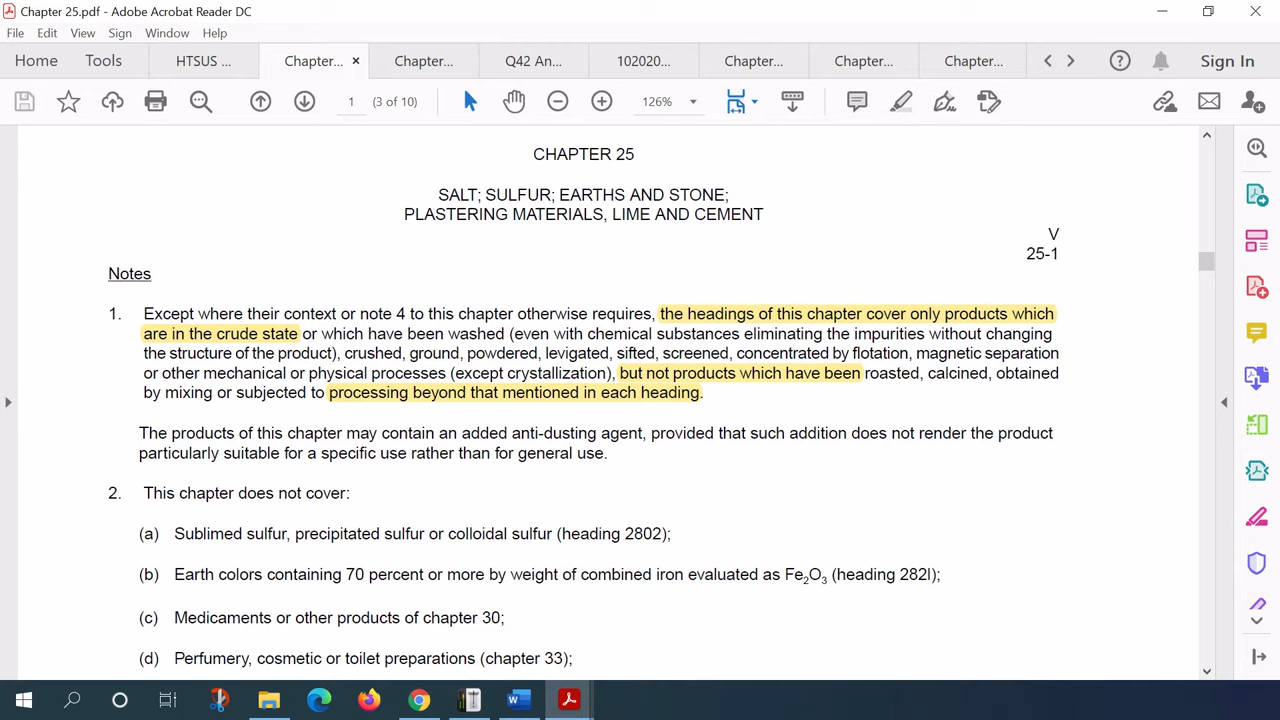 Chapter 25.pdf - Adobe Acrobat Reader DC
File Edit View Sign Window Help
Home Tools HTSUS ... Chapter... × Chapter... Q42 An... 102020... Chapter... Chapter... Chapter... Sign In
1 (3 of 10) 126%
CHAPTER 25
SALT; SULFUR; EARTHS AND STONE;
PLASTERING MATERIALS, LIME AND CEMENT
V
25-1
Notes
1. Except where their context or note 4 to this chapter otherwise requires, the headings of this chapter cover only products which
are in the crude state or which have been washed (even with chemical substances eliminating the impurities without changing
the structure of the product), crushed, ground, powdered, levigated, sifted, screened, concentrated by flotation, magnetic separation
or other mechanical or physical processes (except crystallization), but not products which have been roasted, calcined, obtained
by mixing or subjected to processing beyond that mentioned in each heading.
The products of this chapter may contain an added anti-dusting agent, provided that such addition does not render the product
particularly suitable for a specific use rather than for general use.
2. This chapter does not cover:
(a) Sublimed sulfur, precipitated sulfur or colloidal sulfur (heading 2802);
(b) Earth colors containing 70 percent or more by weight of combined iron evaluated as Fe₂O₃ (heading 282l);
(c) Medicaments or other products of chapter 30;
(d) Perfumery, cosmetic or toilet preparations (chapter 33);